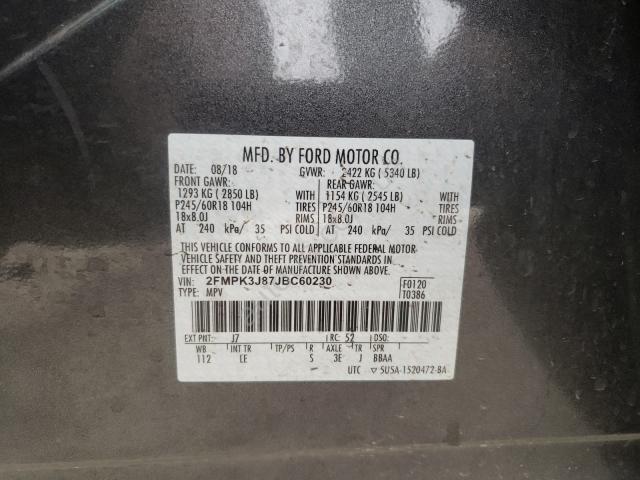 MFD. BY FORD MOTOR CO.
DATE: 08/18 GVWR: 2422 KG ( 5340 LB)
FRONT GAWR: REAR GAWR:
1293 KG ( 2850 LB) WITH 1154 KG ( 2545 LB) WITH
P245/60R18 104H TIRES P245/60R18 104H TIRES
18x8.0J RIMS 18x8.0J RIMS
AT 240 kPa/ 35 PSI COLD AT 240 kPa/ 35 PSI COLD
THIS VEHICLE CONFORMS TO ALL APPLICABLE FEDERAL MOTOR
VEHICLE SAFETY AND THEFT PREVENTION STANDARDS IN
EFFECT ON THE DATE OF MANUFACTURE SHOWN ABOVE.
VIN: 2FMPK3J87JBC60230 F0120
TYPE: MPV T0386
EXT PNT: J7 RC: 52 DSO:
WB INT TR TP/PS R AXLE TR SPR
112 CE S 3E J BBAA
UTC ▽ 5U5A-1520472-BA